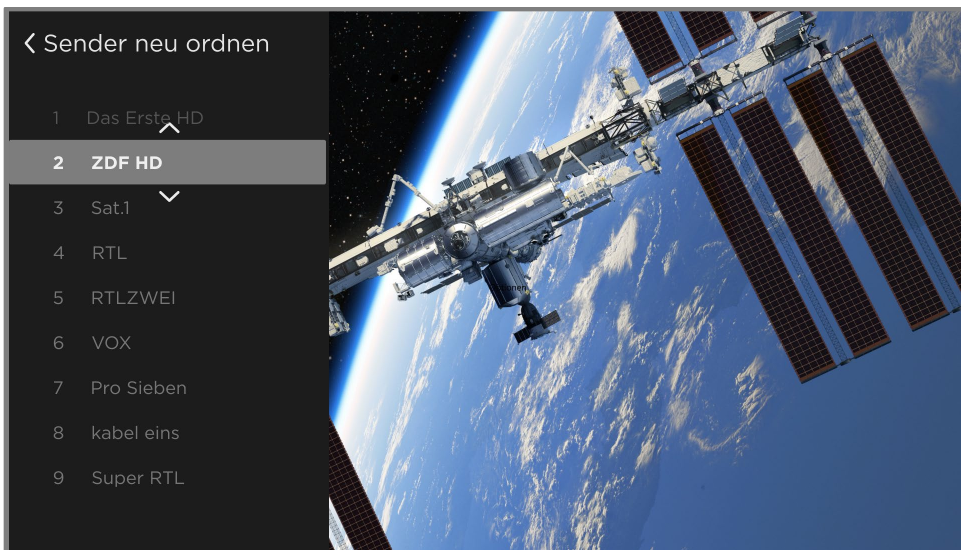 Sender neu ordnen
1 Das Erste HD
2 ZDF HD
3 Sat.1
4 RTL
5 RTLZWEI
6 VOX
7 Pro Sieben
8 kabel eins
9 Super RTL